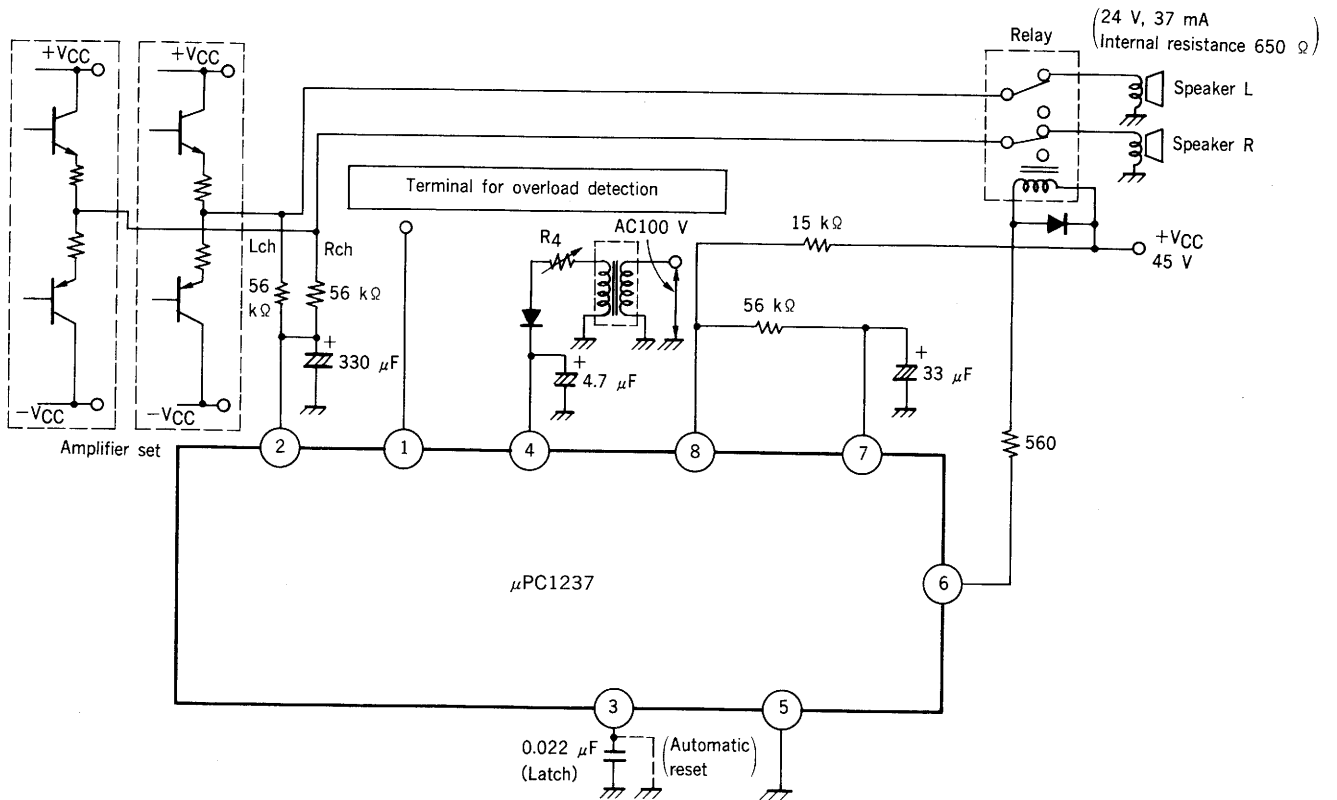 (24 V, 37 mA
Internal resistance 650 Ω)
Relay
+VCC
+VCC
Speaker L
Speaker R
Terminal for overload detection
AC100 V
15 kΩ
+VCC
45 V
R4
Lch
Rch
56
kΩ
56 kΩ
56 kΩ
+
330 μF
+
4.7 μF
+
33 μF
-VCC
-VCC
560
Amplifier set
2
1
4
8
7
μPC1237
6
3
5
0.022 μF
(Latch)
(Automatic
reset)